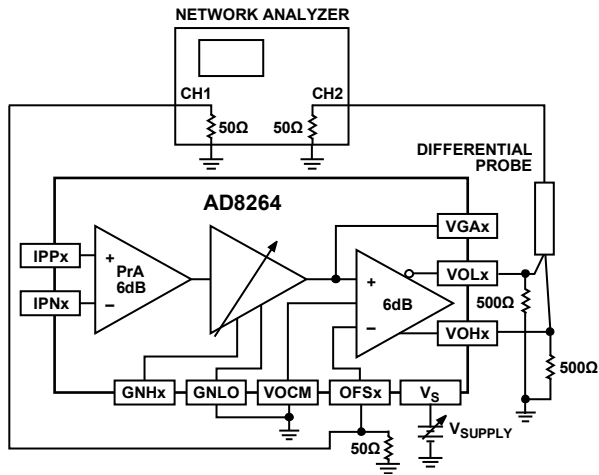 NETWORK ANALYZER
CH1
CH2
50Ω
50Ω
DIFFERENTIAL
PROBE
AD8264
VGAx
IPPx
+
PrA
6dB
–
IPNx
+
6dB
–
VOLx
500Ω
VOHx
500Ω
GNHx
GNLO
VOCM
OFSx
VS
50Ω
VSUPPLY